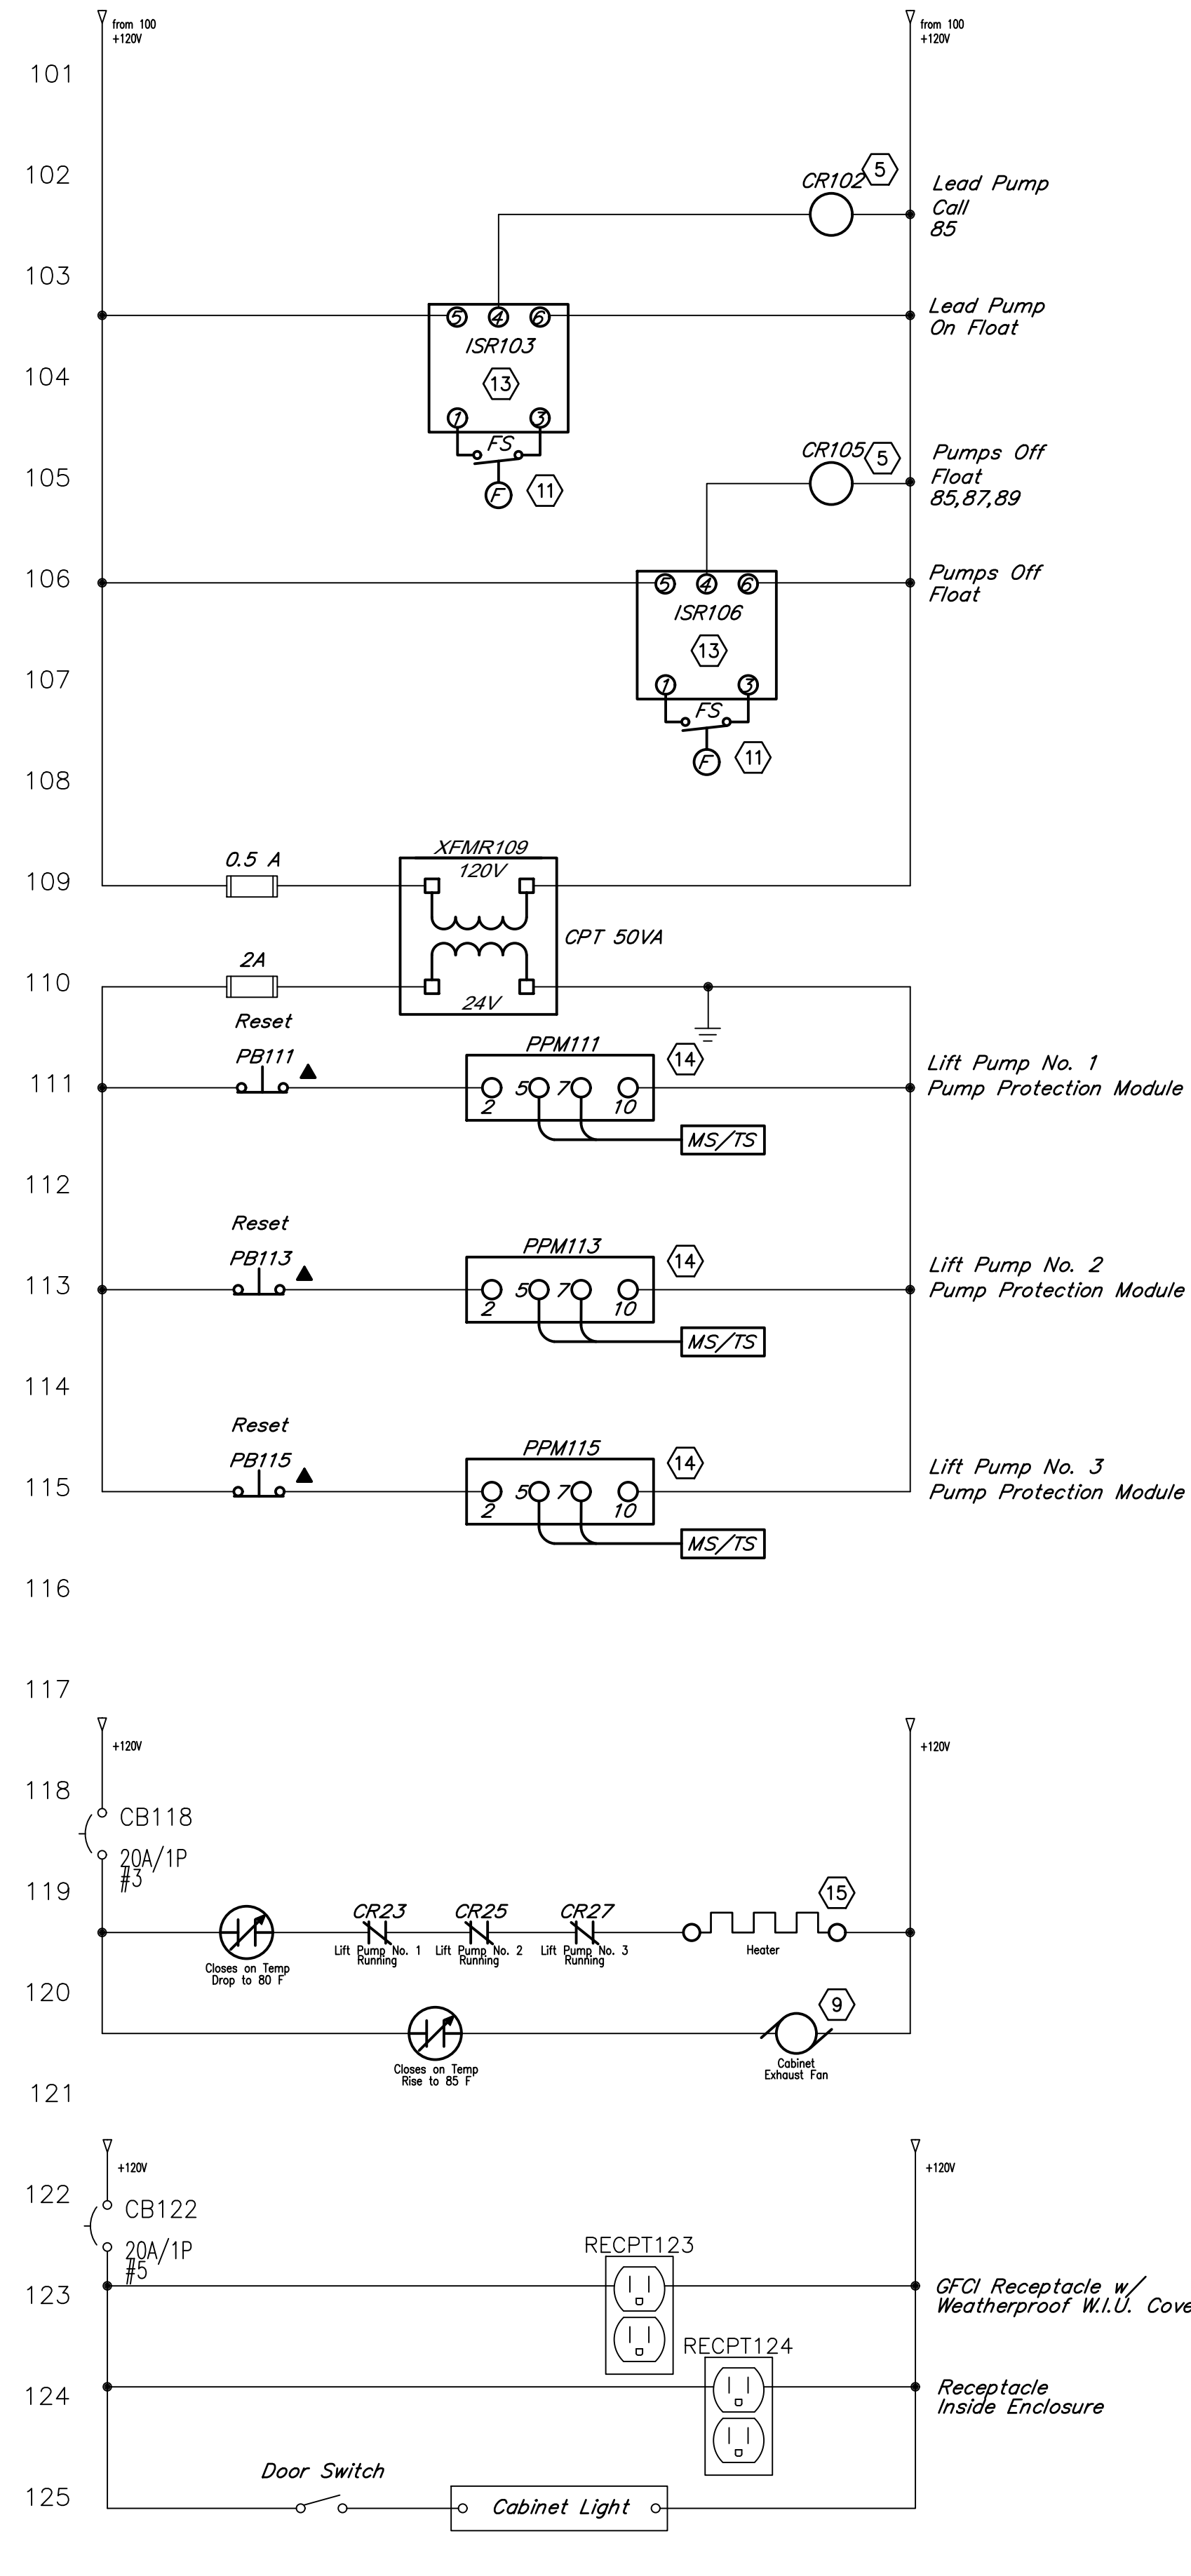 from 100
+120V
from 100
+120V
101
102
CR102
5
Lead Pump
Call
85
103
Lead Pump
On Float
5
4
6
ISR103
13
104
1
3
FS
F
11
105
CR105
5
Pumps Off
Float
85,87,89
106
5
4
6
ISR106
13
Pumps Off
Float
107
1
3
FS
F
11
108
109
0.5 A
XFMR109
120V
CPT 50VA
110
2A
24V
Reset
PB111
111
PPM111
14
2
5
7
10
MS/TS
Lift Pump No. 1
Pump Protection Module
112
Reset
PB113
113
PPM113
14
2
5
7
10
MS/TS
Lift Pump No. 2
Pump Protection Module
114
Reset
PB115
115
PPM115
14
2
5
7
10
MS/TS
Lift Pump No. 3
Pump Protection Module
116
117
+120V
+120V
118
CB118
20A/1P
#3
119
Closes on Temp
Drop to 80 F
CR23
Lift Pump No. 1
Running
CR25
Lift Pump No. 2
Running
CR27
Lift Pump No. 3
Running
15
Heater
120
Closes on Temp
Rise to 85 F
9
Cabinet
Exhaust Fan
121
+120V
+120V
122
CB122
20A/1P
#5
123
RECPT123
GFCI Receptacle w/
Weatherproof W.I.U. Cove
124
RECPT124
Receptacle
Inside Enclosure
125
Door Switch
Cabinet Light